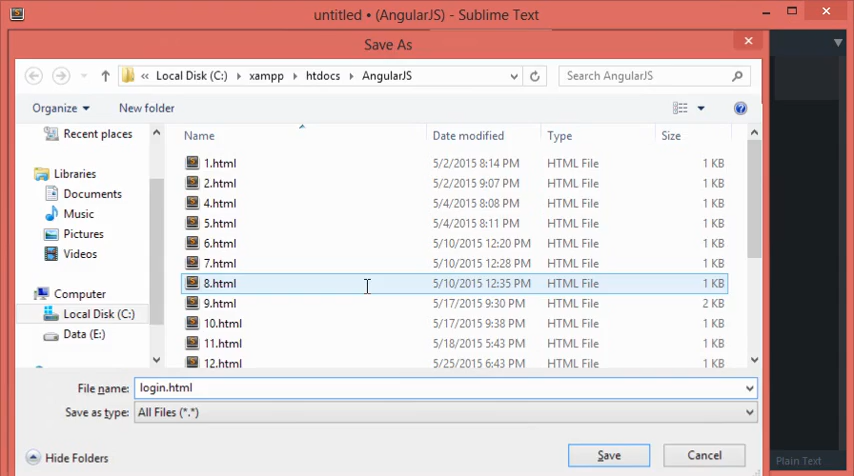 untitled • (AngularJS) - Sublime Text
Save As
« Local Disk (C:) xampp htdocs AngularJS
Search AngularJS
Organize New folder
Name Date modified Type Size
Recent places
Libraries
Documents
Music
Pictures
Videos
Computer
Local Disk (C:)
Data (E:)
1.html 5/2/2015 8:14 PM HTML File 1 KB
2.html 5/2/2015 9:07 PM HTML File 1 KB
4.html 5/4/2015 8:08 PM HTML File 1 KB
5.html 5/4/2015 8:11 PM HTML File 1 KB
6.html 5/10/2015 12:20 PM HTML File 1 KB
7.html 5/10/2015 12:28 PM HTML File 1 KB
8.html 5/10/2015 12:35 PM HTML File 1 KB
9.html 5/17/2015 9:30 PM HTML File 2 KB
10.html 5/17/2015 9:38 PM HTML File 1 KB
11.html 5/18/2015 5:43 PM HTML File 1 KB
12.html 5/25/2015 6:43 PM HTML File 1 KB
File name: login.html
Save as type: All Files (*.*)
Hide Folders
Save
Cancel
Plain Text